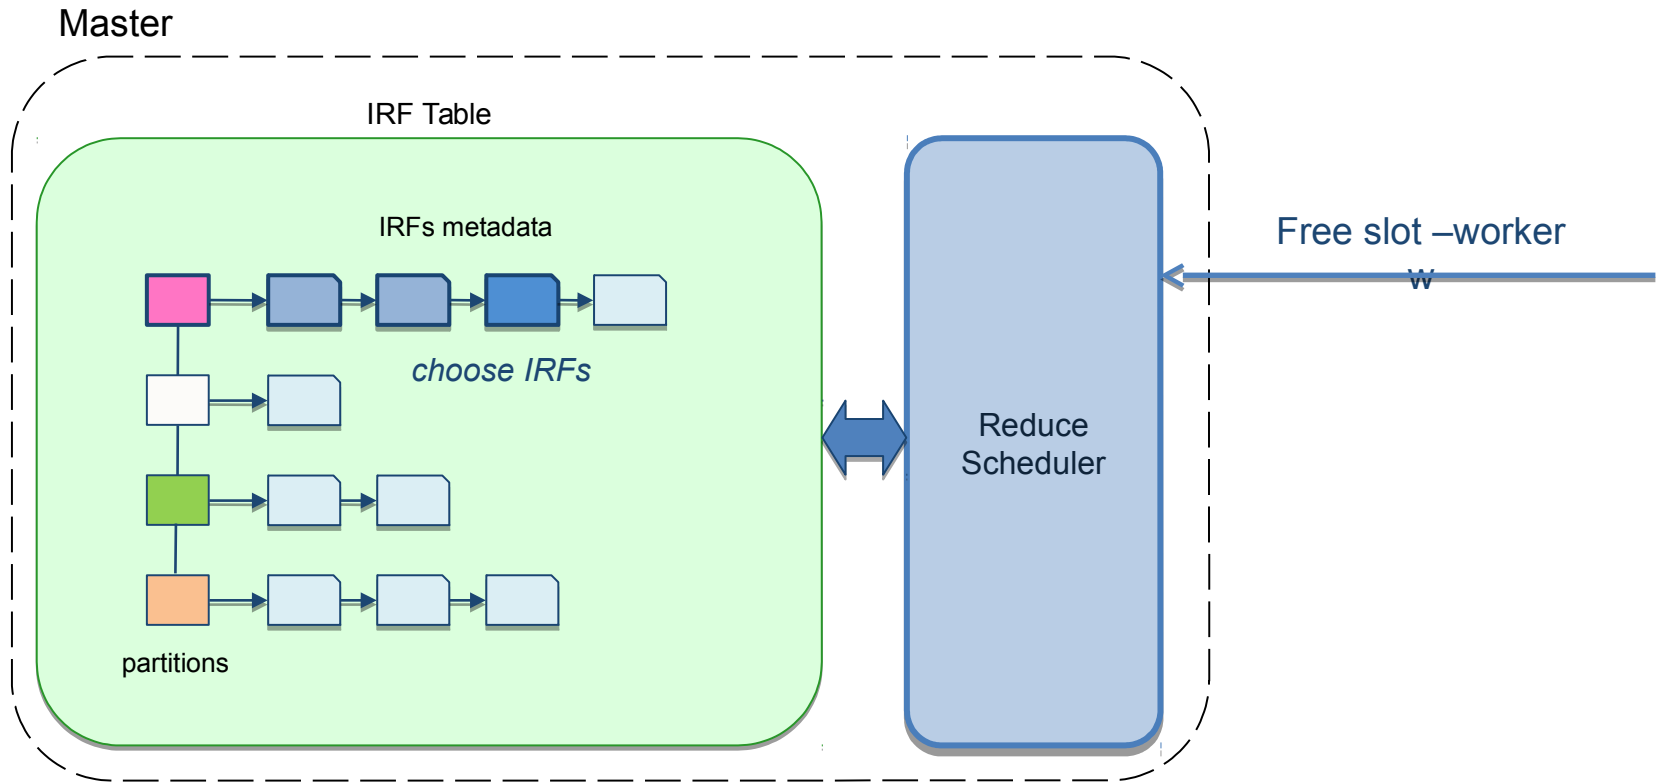 Master
IRF Table
IRFs metadata
Free slot –worker
w
choose IRFs
Reduce
Scheduler
partitions